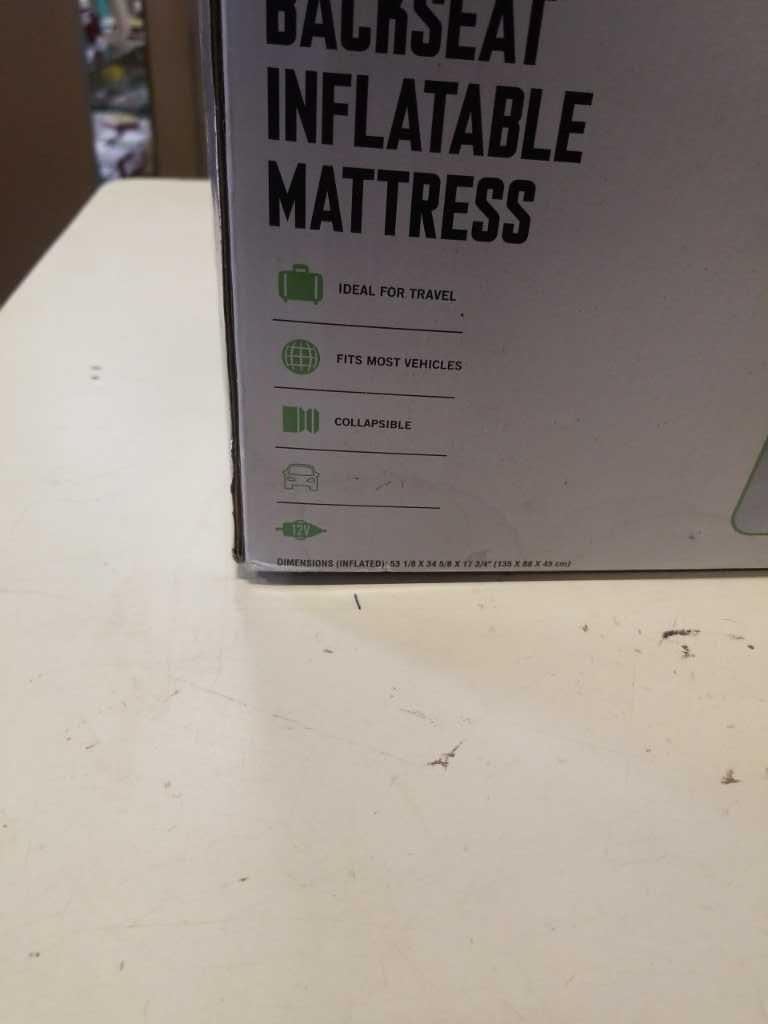 BACKSEAT
INFLATABLE
MATTRESS
IDEAL FOR TRAVEL
FITS MOST VEHICLES
COLLAPSIBLE
12V
DIMENSIONS (INFLATED): 53 1/8 X 34 5/8 X 17 3/4" (135 X 88 X 45 cm)